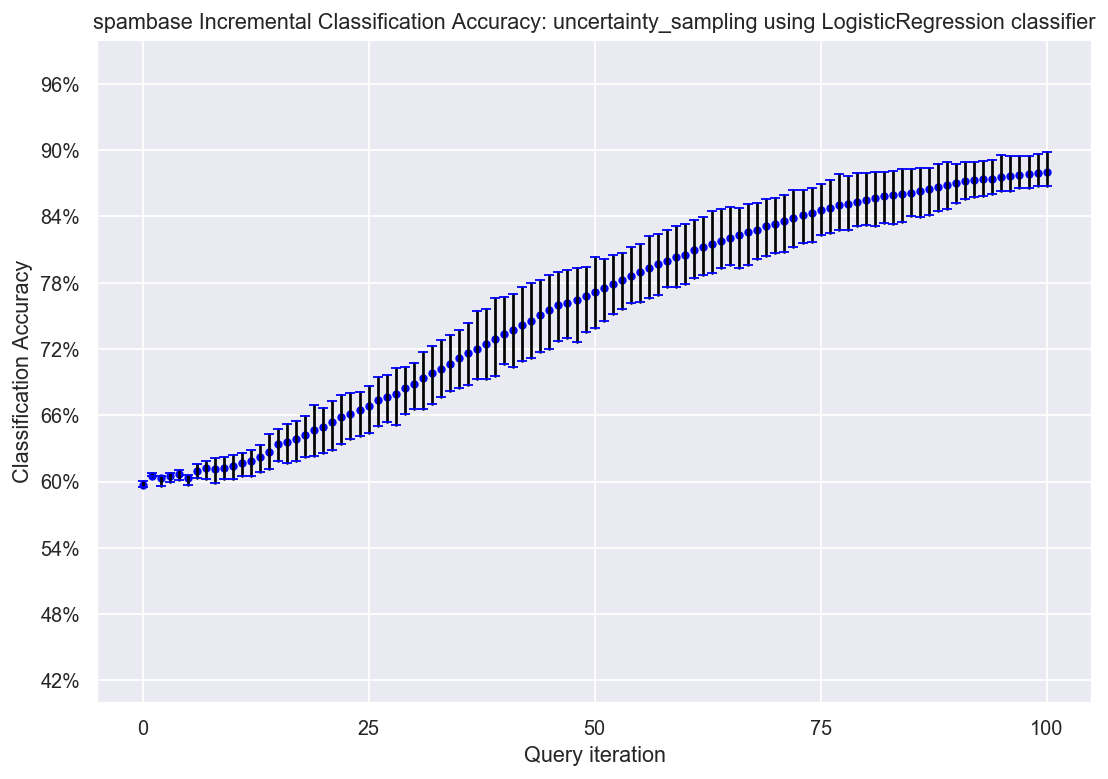 spambase Incremental Classification Accuracy: uncertainty_sampling using LogisticRegression classifier
Classification Accuracy
96%
90%
84%
78%
72%
66%
60%
54%
48%
42%
0 25 50 75 100
Query iteration